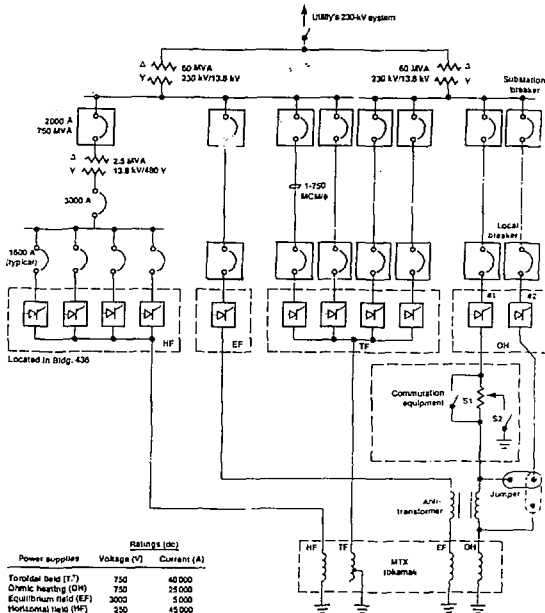 Utility's 230-kV system
Δ 60 MVA
Y 230 kV/13.8 kV
60 MVA Δ
230 kV/13.8 kV Y
Substation breaker
2000 A
750 MVA
Δ 2.5 MVA
Y 13.8 kV/480 V
3000 A
1-750
MCM/φ
1600 A
(typical)
Local
breaker
#1
#2
HF
EF
TF
OH
Located in Bldg. 436
Commutation
equipment
S1
S2
Jumper
Anti-
transformer
HF
TF
EF
OH
MTX
tokamak
Ratings (dc)
Power supplies Voltage (V) Current (A)
Toroidal field 750 40 000
Ohmic heating (OH) 750 25 000
Equilibrium field (EF) 3000 5 000
Horizontal field (HF) 250 45 000